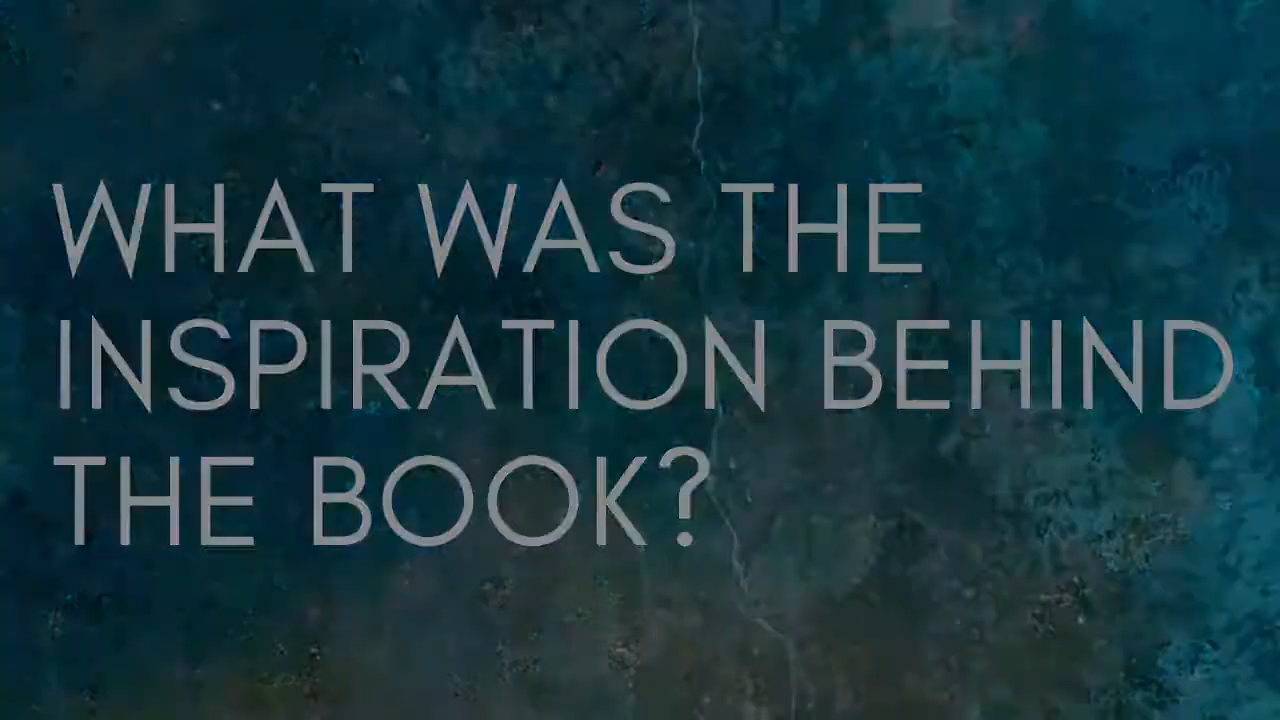 WHAT WAS THE
INSPIRATION BEHIND
THE BOOK?